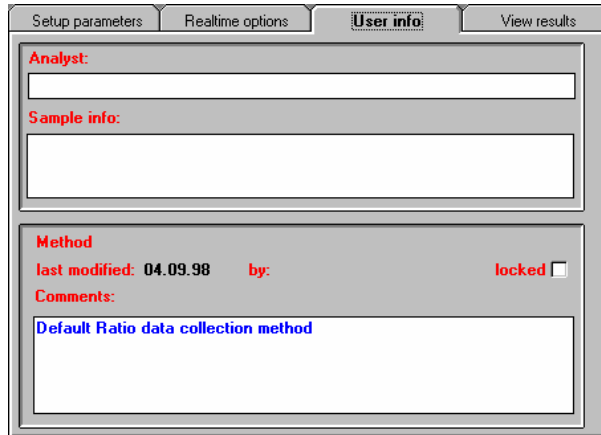 Setup parameters Realtime options User info View results
Analyst:
Sample info:
Method
last modified: 04.09.98 by: locked
Comments:
Default Ratio data collection method